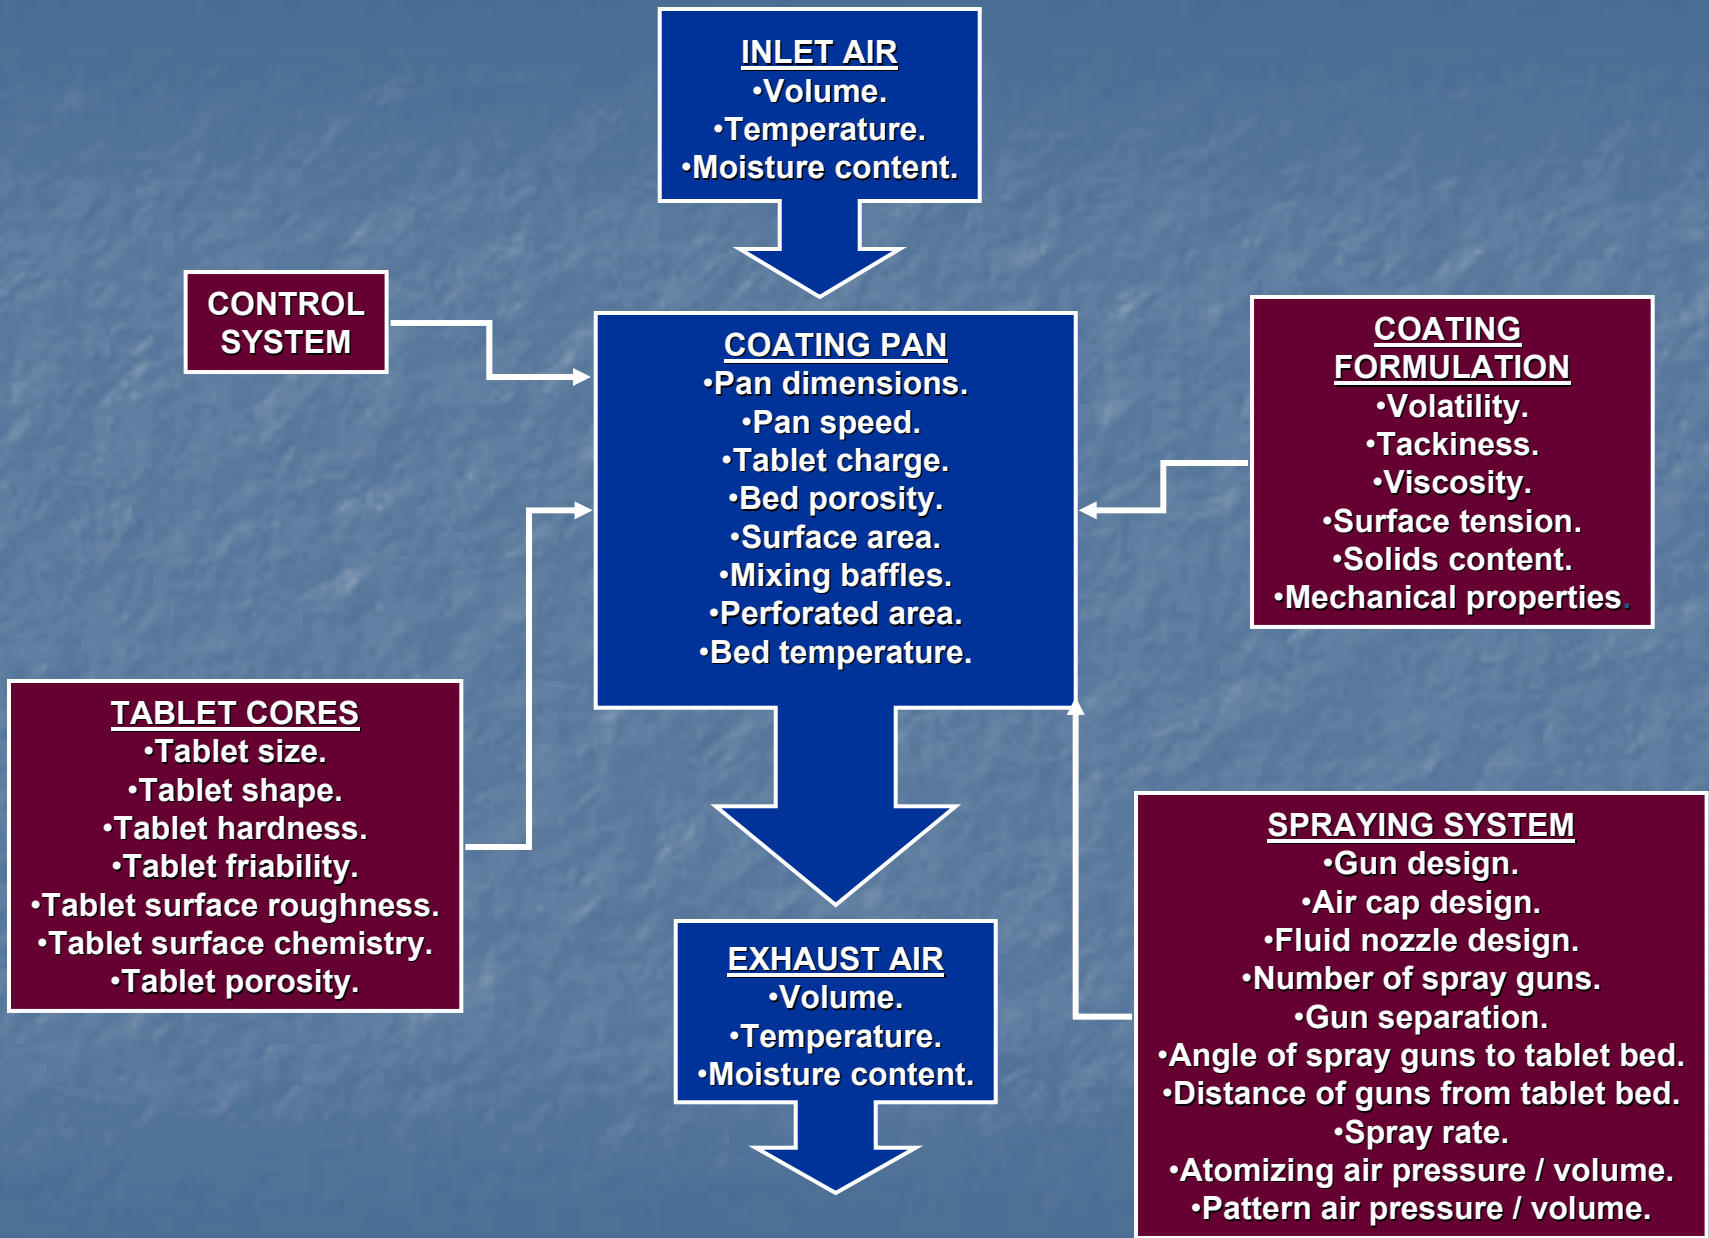 INLET AIR
•Volume.
•Temperature.
•Moisture content.
CONTROL
SYSTEM
COATING PAN
•Pan dimensions.
•Pan speed.
•Tablet charge.
•Bed porosity.
•Surface area.
•Mixing baffles.
•Perforated area.
•Bed temperature.
COATING
FORMULATION
•Volatility.
•Tackiness.
•Viscosity.
•Surface tension.
•Solids content.
•Mechanical properties.
TABLET CORES
•Tablet size.
•Tablet shape.
•Tablet hardness.
•Tablet friability.
•Tablet surface roughness.
•Tablet surface chemistry.
•Tablet porosity.
EXHAUST AIR
•Volume.
•Temperature.
•Moisture content.
SPRAYING SYSTEM
•Gun design.
•Air cap design.
•Fluid nozzle design.
•Number of spray guns.
•Gun separation.
•Angle of spray guns to tablet bed.
•Distance of guns from tablet bed.
•Spray rate.
•Atomizing air pressure / volume.
•Pattern air pressure / volume.